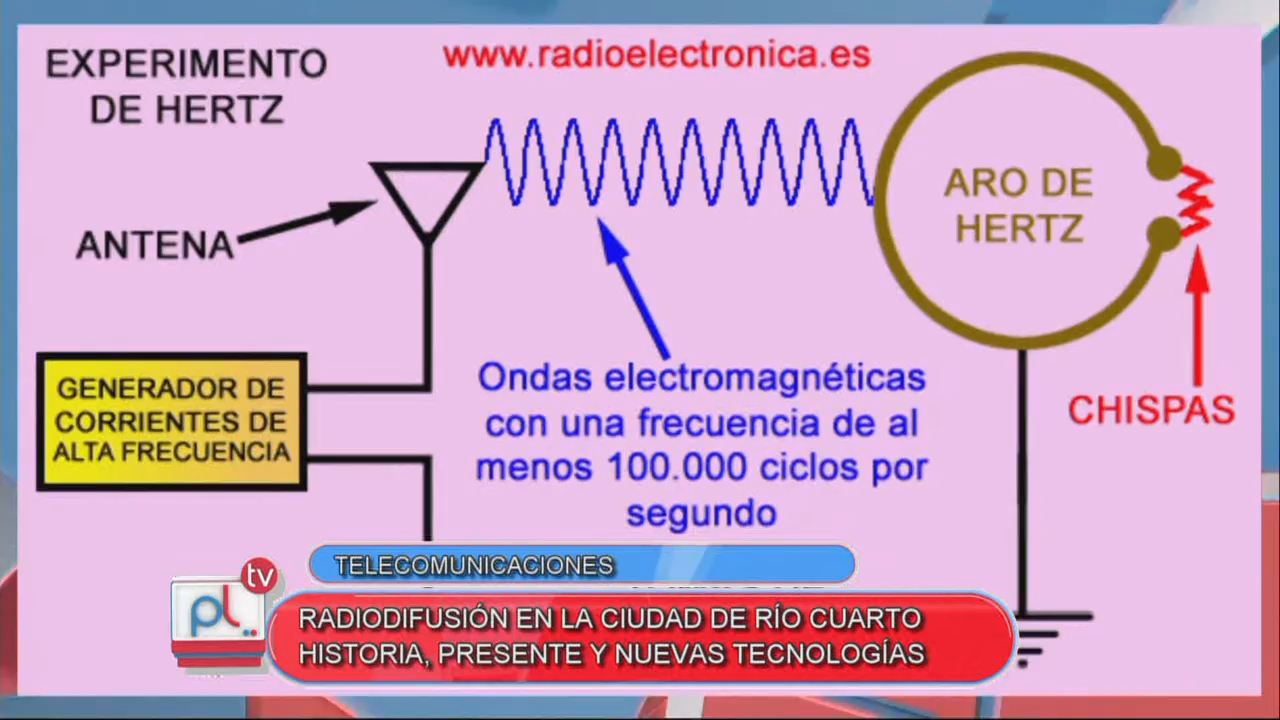 EXPERIMENTO
DE HERTZ
www.radioelectronica.es
ARO DE
HERTZ
ANTENA
GENERADOR DE
CORRIENTES DE
ALTA FRECUENCIA
Ondas electromagnéticas
con una frecuencia de al
menos 100.000 ciclos por
segundo
CHISPAS
TELECOMUNICACIONES
tv
pl..
RADIODIFUSIÓN EN LA CIUDAD DE RÍO CUARTO
HISTORIA, PRESENTE Y NUEVAS TECNOLOGÍAS